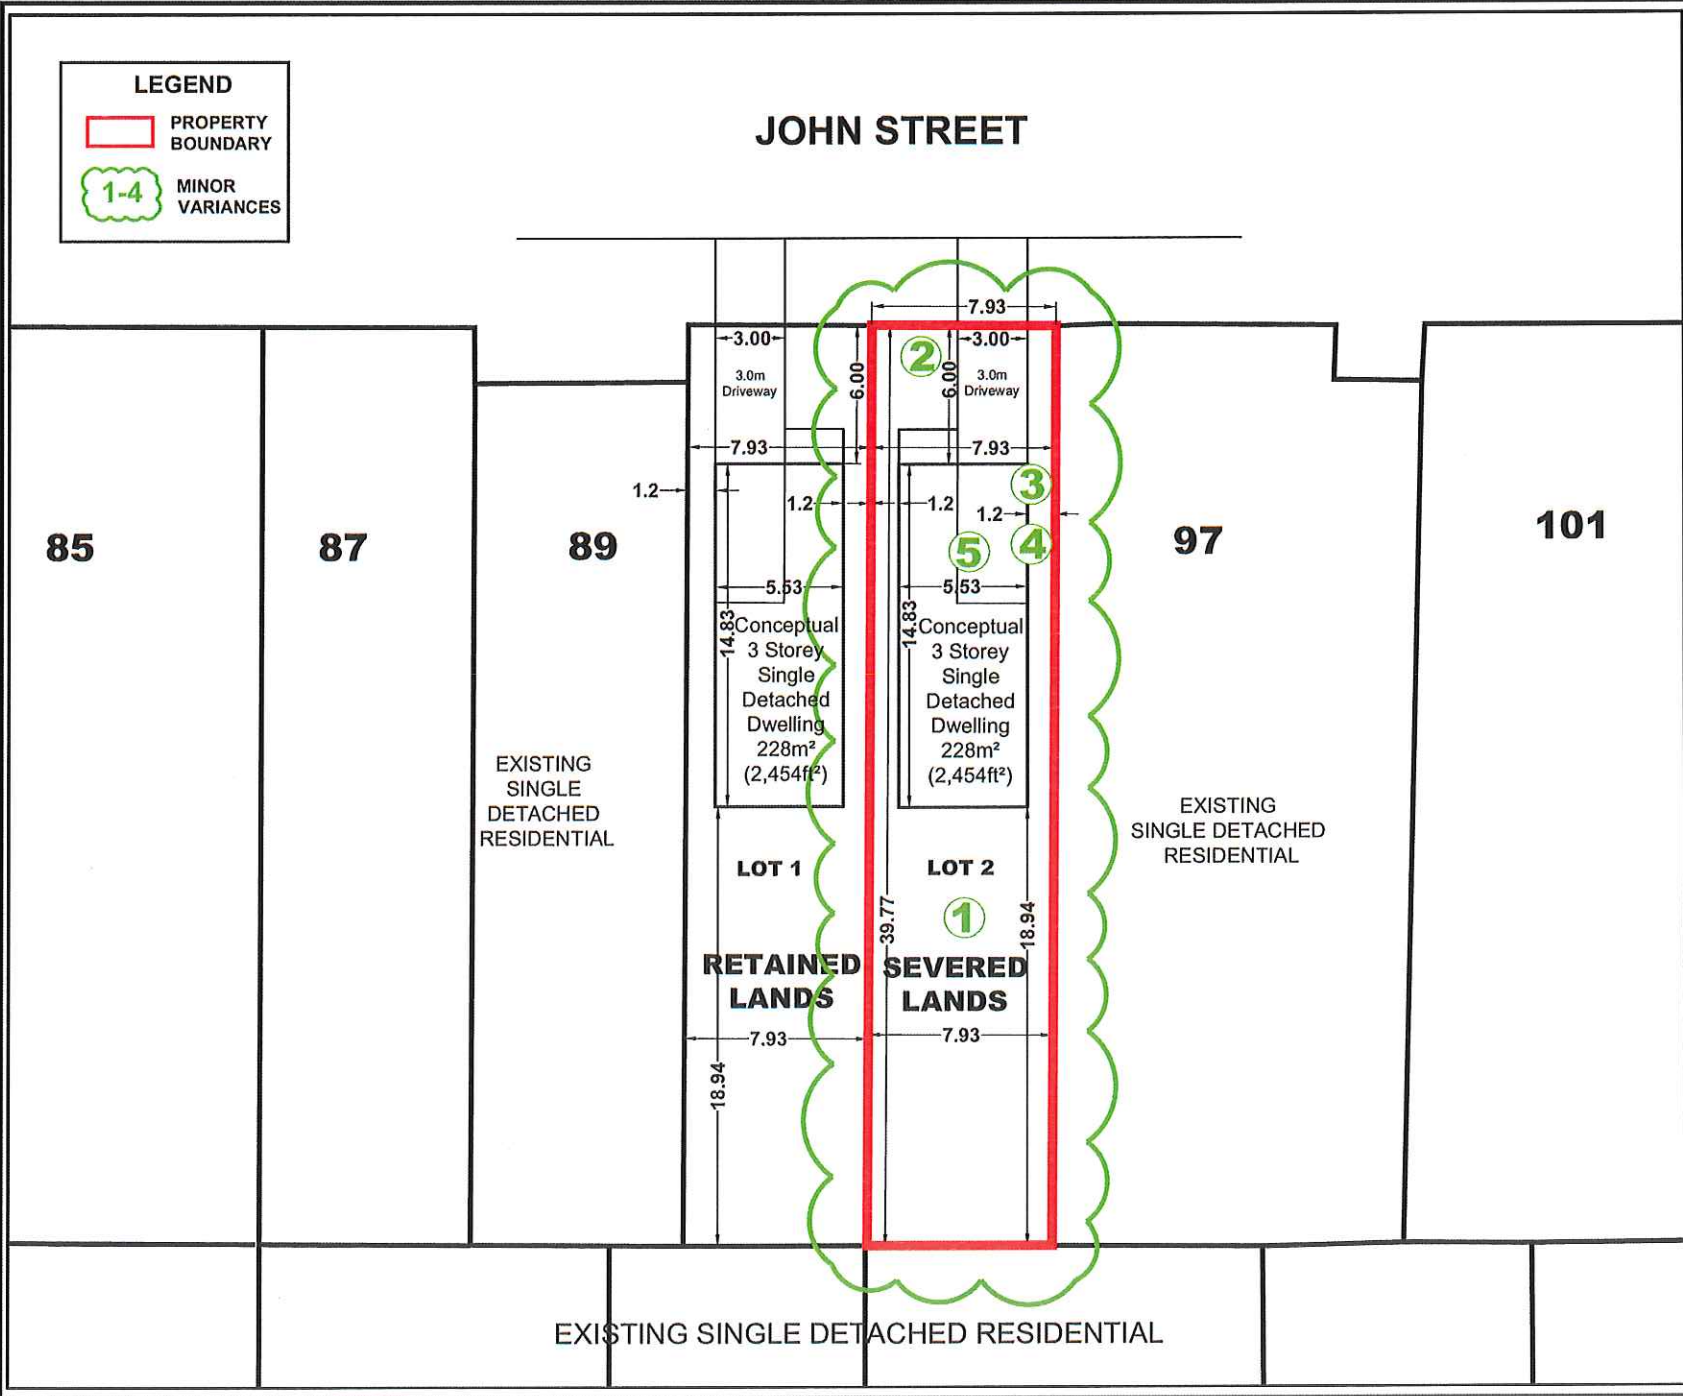 LEGEND
PROPERTY
BOUNDARY
1-4
MINOR
VARIANCES
JOHN STREET
7.93
3.00
3.00
2
3.0m
Driveway
6.00
6.00
3.0m
Driveway
7.93
7.93
1.2
1.2
1.2
1.2
3
4
5
85
87
89
97
101
5.53
5.53
14.83
14.83
Conceptual
3 Storey
Single
Detached
Dwelling
228m²
(2,454ft²)
Conceptual
3 Storey
Single
Detached
Dwelling
228m²
(2,454ft²)
EXISTING
SINGLE
DETACHED
RESIDENTIAL
EXISTING
SINGLE DETACHED
RESIDENTIAL
LOT 1
LOT 2
1
39.77
18.94
RETAINED
LANDS
SEVERED
LANDS
7.93
7.93
18.94
EXISTING SINGLE DETACHED RESIDENTIAL